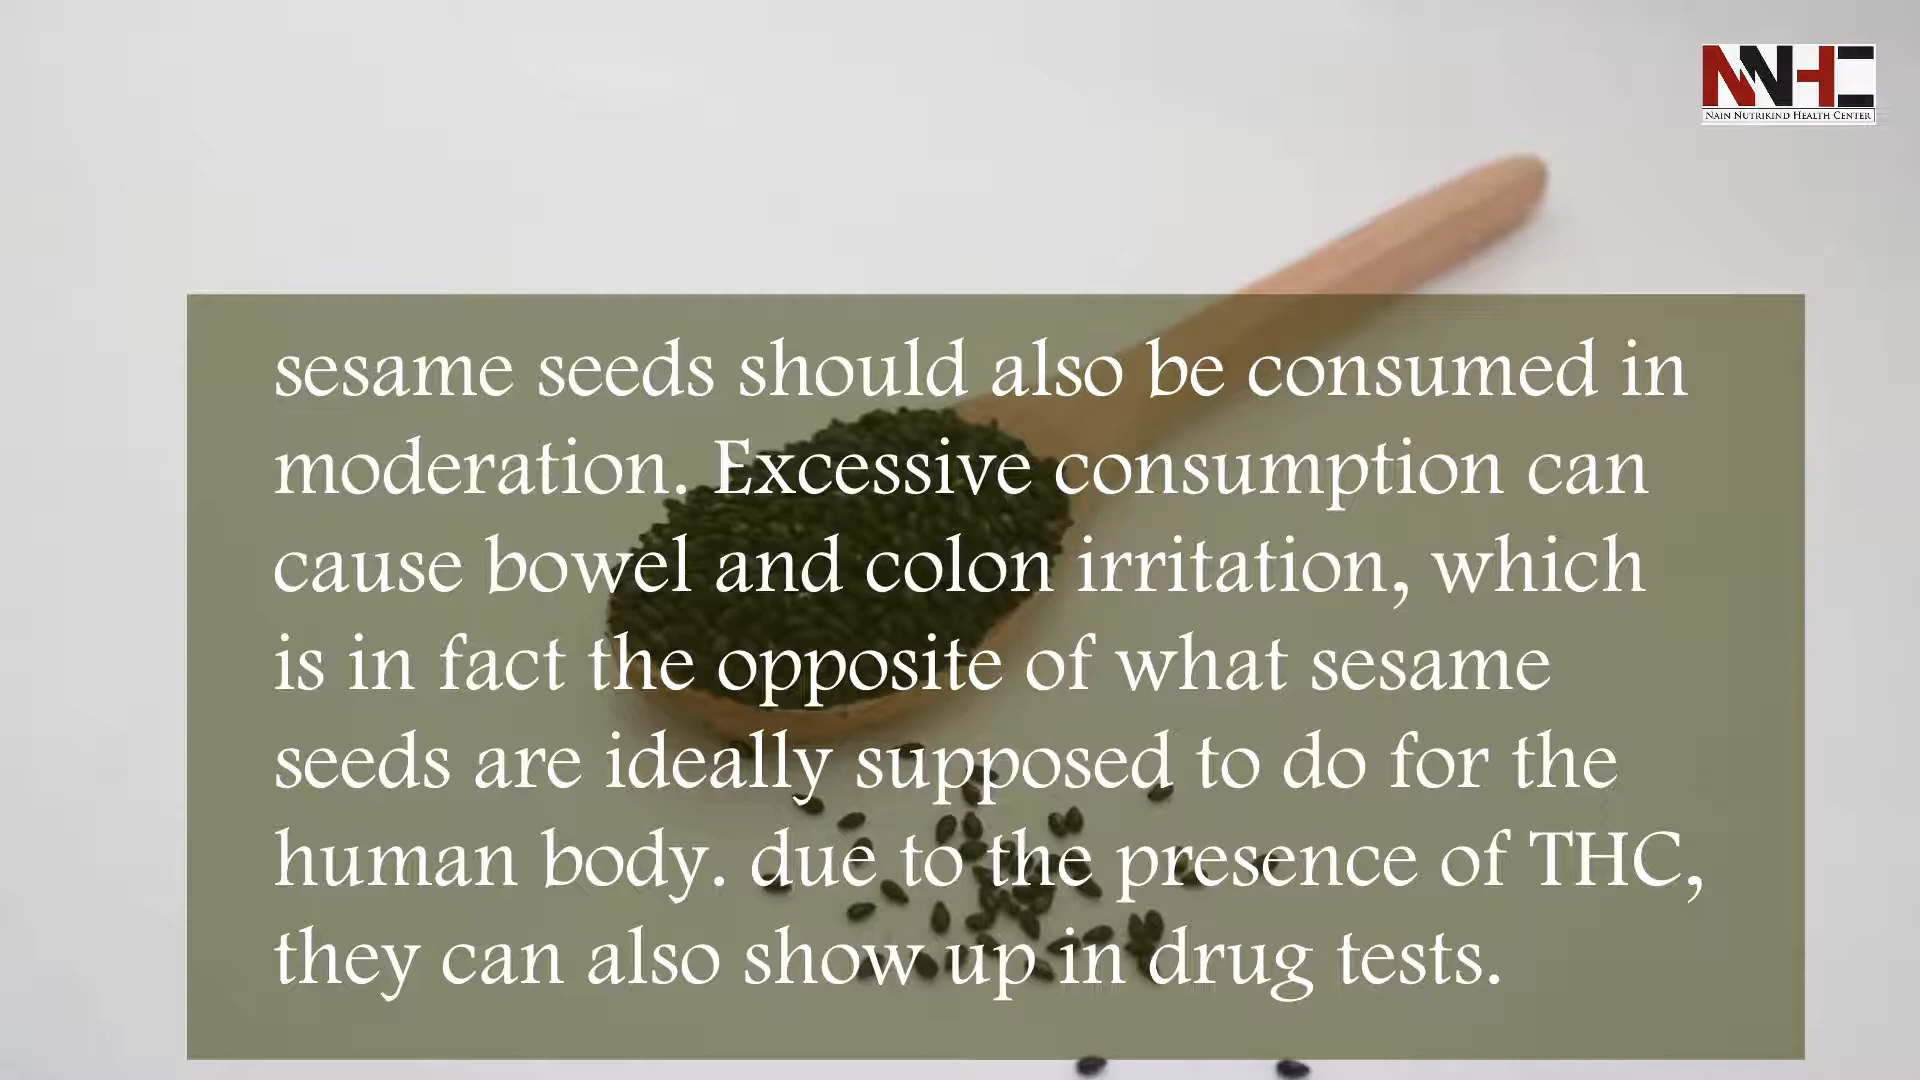 NNHC
NAIN NUTRIKIND HEALTH CENTER
sesame seeds should also be consumed in
moderation. Excessive consumption can
cause bowel and colon irritation, which
is in fact the opposite of what sesame
seeds are ideally supposed to do for the
human body. due to the presence of THC,
they can also show up in drug tests.